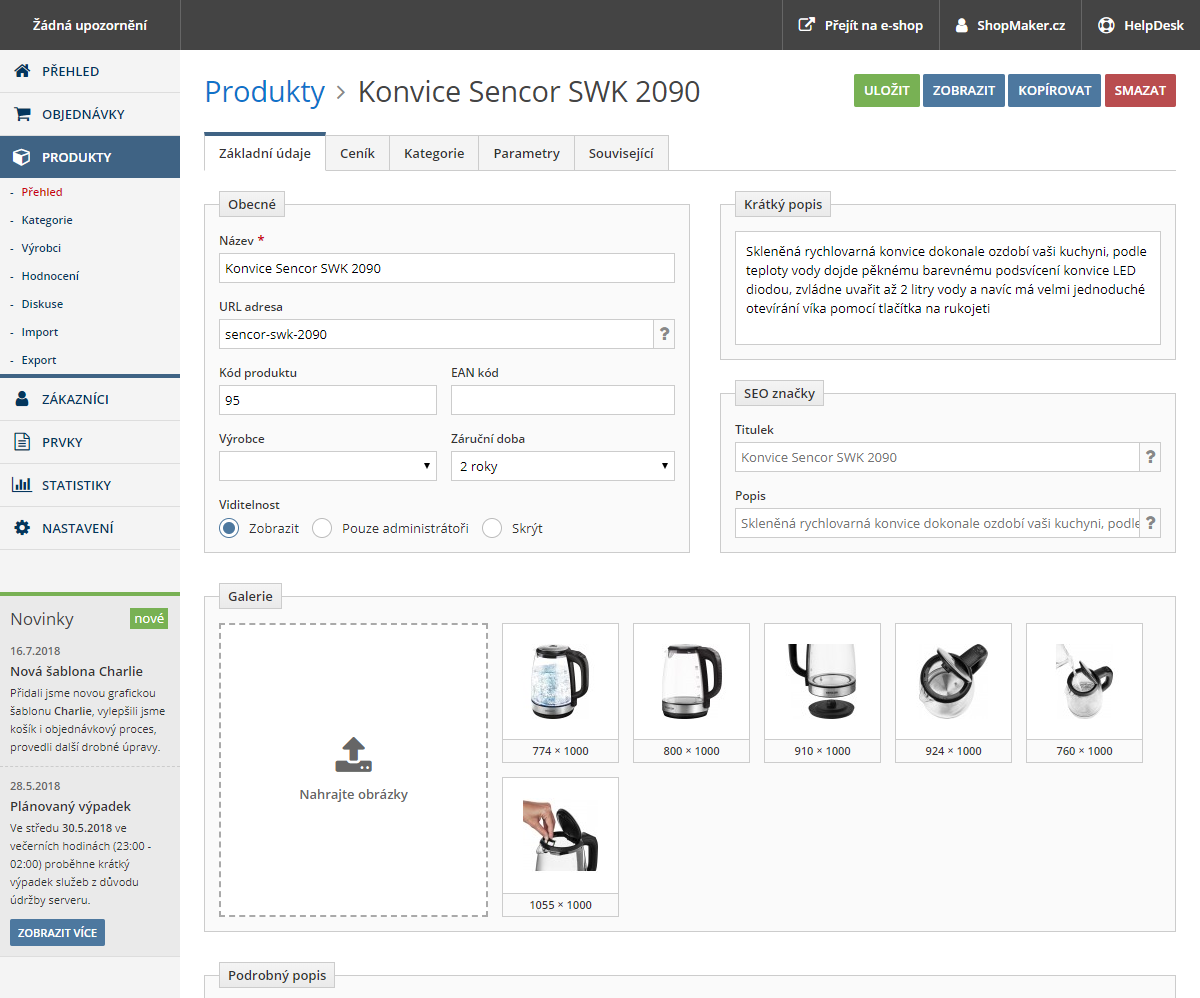 Žádná upozornění
Přejít na e-shop
ShopMaker.cz
HelpDesk
PŘEHLED
OBJEDNÁVKY
PRODUKTY
- Přehled
- Kategorie
- Výrobci
- Hodnocení
- Diskuse
- Import
- Export
ZÁKAZNÍCI
PRVKY
STATISTIKY
NASTAVENÍ
Novinky
nové
16.7.2018
Nová šablona Charlie
Přidali jsme novou grafickou
šablonu Charlie, vylepšili jsme
košík i objednávkový proces,
provedli další drobné úpravy.
28.5.2018
Plánovaný výpadek
Ve středu 30.5.2018 ve
večerních hodinách (23:00 -
02:00) proběhne krátký
výpadek služeb z důvodu
údržby serveru.
ZOBRAZIT VÍCE
Produkty › Konvice Sencor SWK 2090
ULOŽIT
ZOBRAZIT
KOPÍROVAT
SMAZAT
Základní údaje
Ceník
Kategorie
Parametry
Související
Obecné
Název *
Konvice Sencor SWK 2090
URL adresa
sencor-swk-2090
?
Kód produktu
EAN kód
95
Výrobce
Záruční doba
2 roky
Viditelnost
Zobrazit
Pouze administrátoři
Skrýt
Krátký popis
Skleněná rychlovarná konvice dokonale ozdobí vaši kuchyni, podle
teploty vody dojde pěknému barevnému podsvícení konvice LED
diodou, zvládne uvařit až 2 litry vody a navíc má velmi jednoduché
otevírání víka pomocí tlačítka na rukojeti
SEO značky
Titulek
Konvice Sencor SWK 2090
?
Popis
Skleněná rychlovarná konvice dokonale ozdobí vaši kuchyni, podle
?
Galerie
Nahrajte obrázky
774 × 1000
800 × 1000
910 × 1000
924 × 1000
760 × 1000
1055 × 1000
Podrobný popis